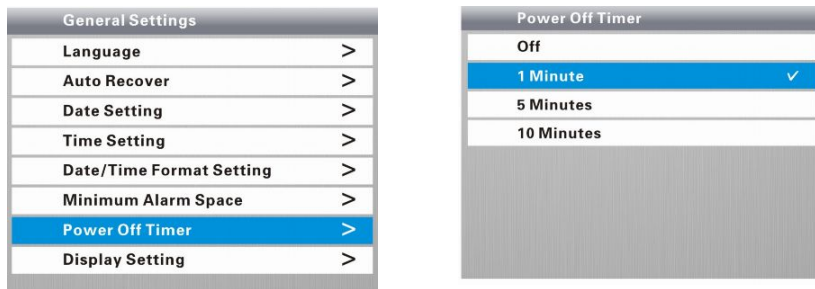 General Settings
Language >
Auto Recover >
Date Setting >
Time Setting >
Date/Time Format Setting >
Minimum Alarm Space >
Power Off Timer >
Display Setting >
Power Off Timer
Off
1 Minute ✓
5 Minutes
10 Minutes